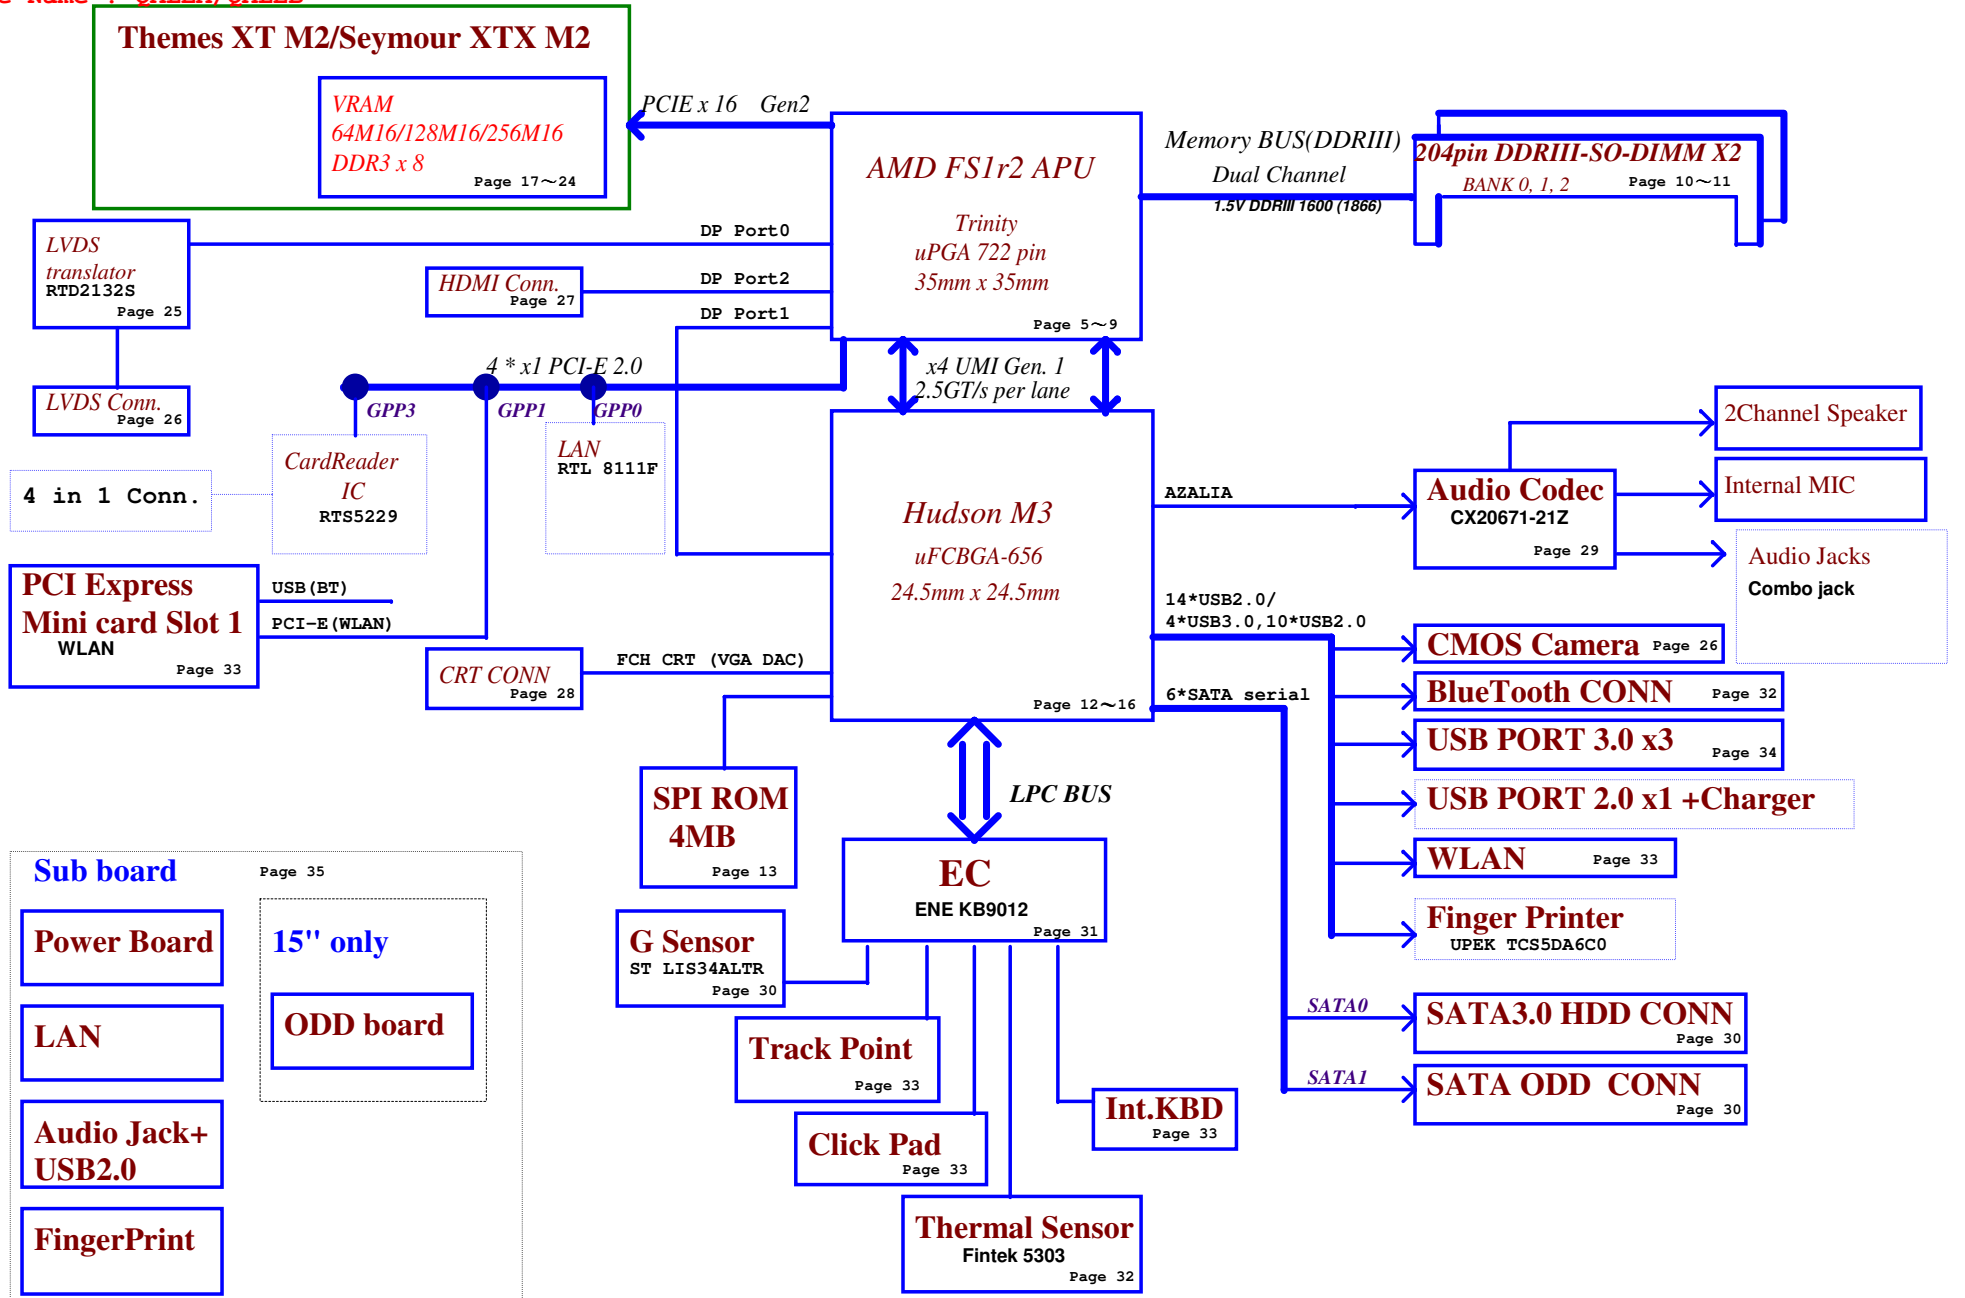 Themes XT M2/Seymour XTX M2
VRAM
64M16/128M16/256M16
DDR3 x 8
Page 17~24
PCIE x 16 Gen2
AMD FS1r2 APU
Trinity
uPGA 722 pin
35mm x 35mm
Page 5~9
Memory BUS(DDRIII)
Dual Channel
1.5V DDRIII 1600 (1866)
204pin DDRIII-SO-DIMM X2
BANK 0, 1, 2
Page 10~11
LVDS
translator
RTD2132S
Page 25
DP Port0
HDMI Conn.
Page 27
DP Port2
DP Port1
LVDS Conn.
Page 26
4 * x1 PCI-E 2.0
GPP3
GPP1
GPP0
x4 UMI Gen. 1
2.5GT/s per lane
4 in 1 Conn.
CardReader
IC
RTS5229
LAN
RTL 8111F
Hudson M3
uFCBGA-656
24.5mm x 24.5mm
Page 12~16
AZALIA
Audio Codec
CX20671-21Z
Page 29
2Channel Speaker
Internal MIC
Audio Jacks
Combo jack
PCI Express
Mini card Slot 1
WLAN
Page 33
USB(BT)
PCI-E(WLAN)
CRT CONN
Page 28
FCH CRT (VGA DAC)
14*USB2.0/
4*USB3.0,10*USB2.0
6*SATA serial
CMOS Camera Page 26
BlueTooth CONN Page 32
USB PORT 3.0 x3 Page 34
USB PORT 2.0 x1 +Charger
WLAN Page 33
Finger Printer
UPEK TCS5DA6C0
SATA0
SATA3.0 HDD CONN
Page 30
SATA1
SATA ODD CONN
Page 30
SPI ROM
4MB
Page 13
LPC BUS
EC
ENE KB9012
Page 31
G Sensor
ST LIS34ALTR
Page 30
Track Point
Page 33
Click Pad
Page 33
Int.KBD
Page 33
Thermal Sensor
Fintek 5303
Page 32
Sub board Page 35
Power Board
LAN
Audio Jack+
USB2.0
FingerPrint
15" only
ODD board